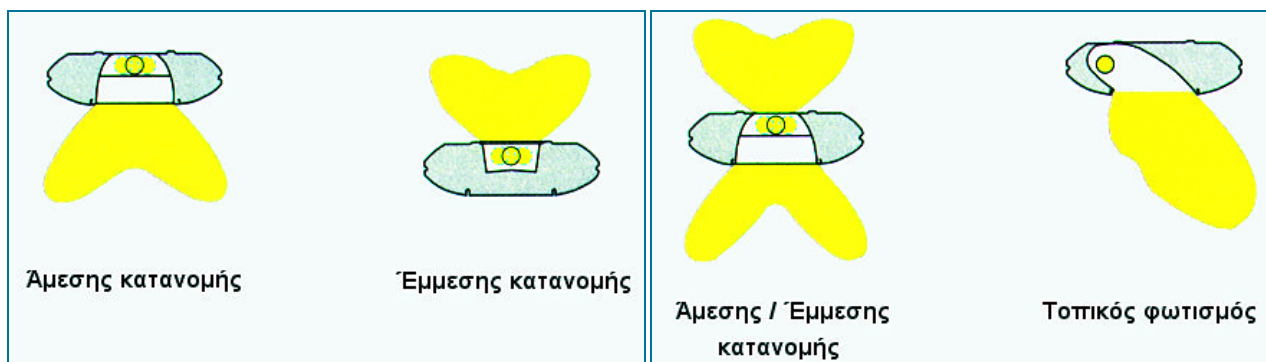 Άμεσης κατανομής
Έμμεσης κατανομής
Άμεσης / Έμμεσης
κατανομής
Τοπικός φωτισμός